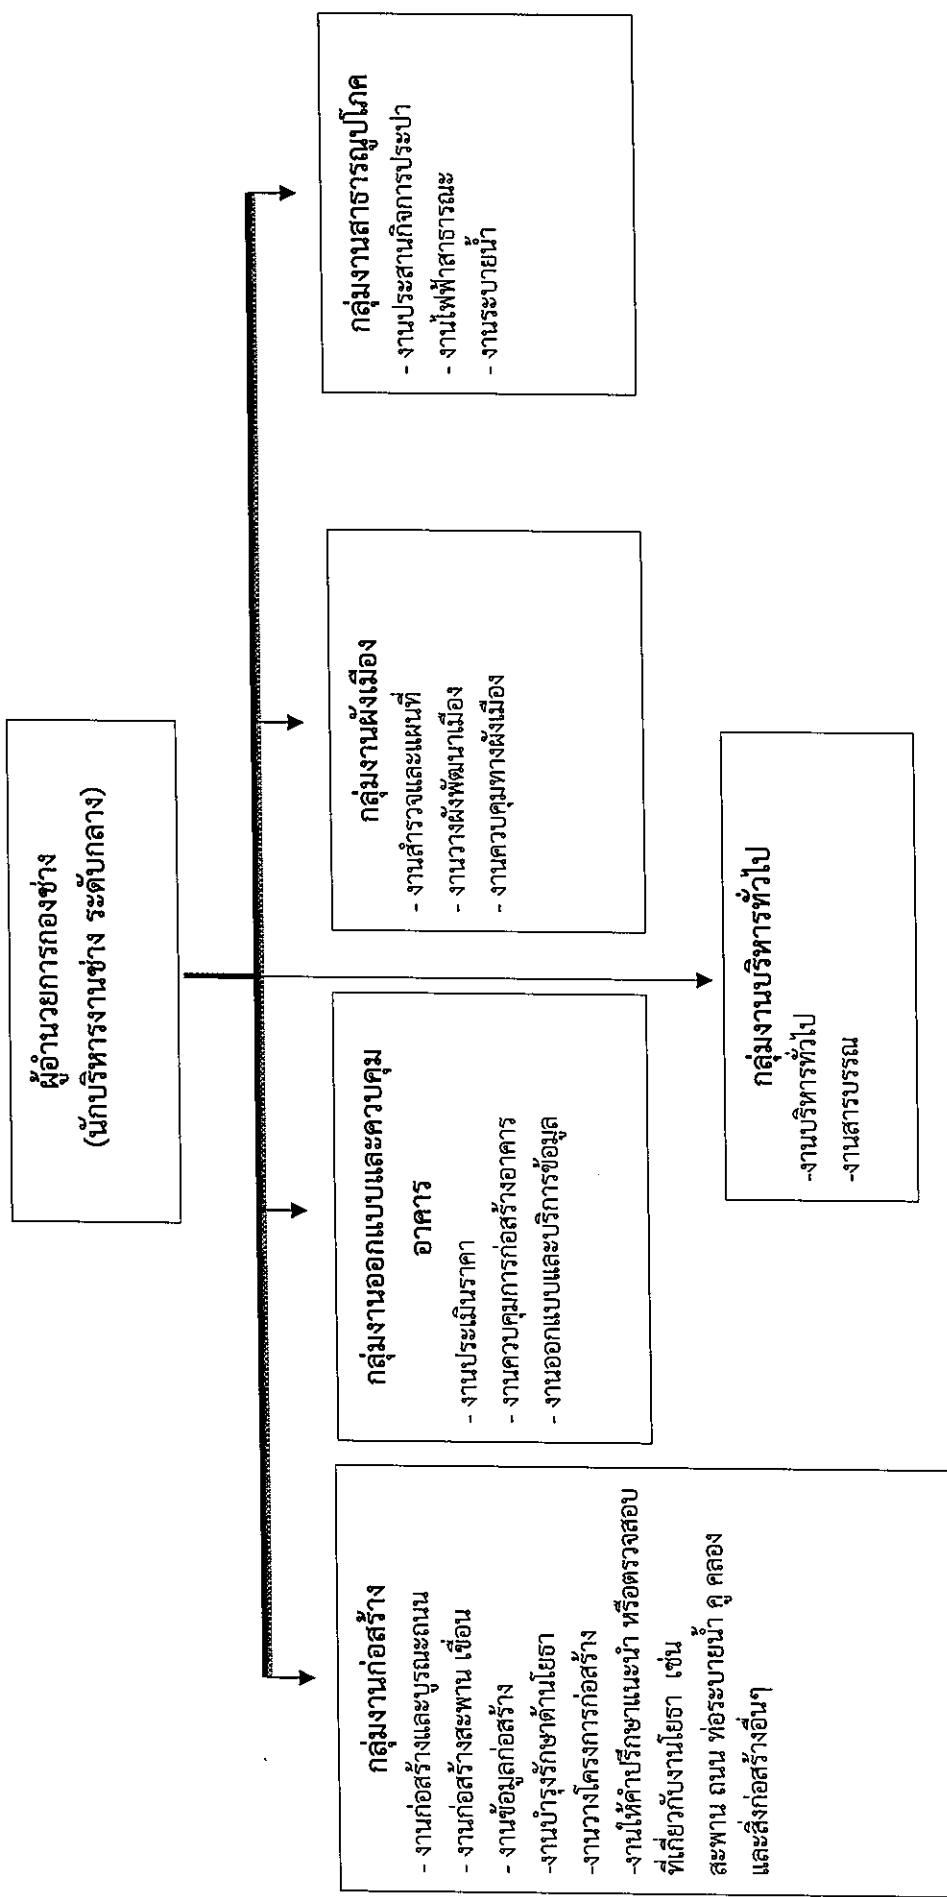 ผู้อำนวยการกองช่าง
(นักบริหารงานช่าง ระดับกลาง)
กลุ่มงานก่อสร้าง
- งานก่อสร้างและบูรณะถนน
- งานก่อสร้างสะพาน เขื่อน
- งานข้อมูลก่อสร้าง
-งานบำรุงรักษาด้านโยธา
-งานวางโครงการก่อสร้าง
-งานให้คำปรึกษาแนะนำ หรือตรวจสอบ
ที่เกี่ยวกับงานโยธา เช่น
สะพาน ถนน ท่อระบายน้ำ คู คลอง
และสิ่งก่อสร้างอื่นๆ
กลุ่มงานออกแบบและควบคุม
อาคาร
- งานประเมินราคา
- งานควบคุมการก่อสร้างอาคาร
- งานออกแบบและบริการข้อมูล
กลุ่มงานผังเมือง
- งานสำรวจและแผนที่
- งานวางผังพัฒนาเมือง
- งานควบคุมทางผังเมือง
กลุ่มงานสาธารณูปโภค
- งานประสานกิจการประปา
- งานไฟฟ้าสาธารณะ
- งานระบายน้ำ
กลุ่มงานบริหารทั่วไป
-งานบริหารทั่วไป
-งานสารบรรณ